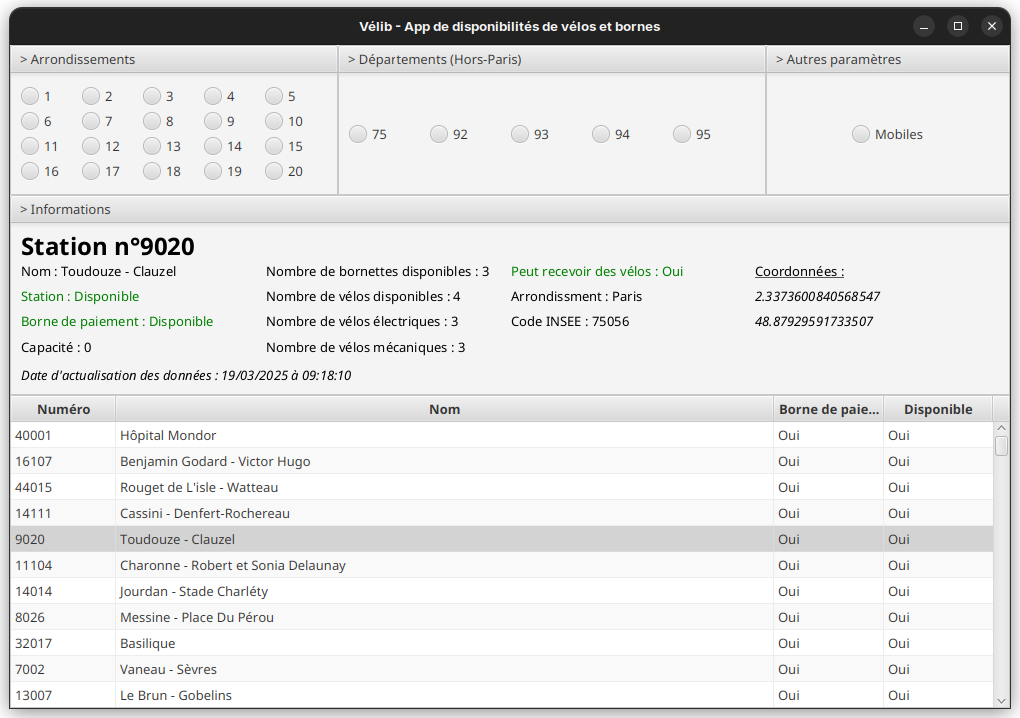 Vélib - App de disponibilités de vélos et bornes
> Arrondissements
> Départements (Hors-Paris)
> Autres paramètres
1 2 3 4 5
6 7 8 9 10
11 12 13 14 15
16 17 18 19 20
75 92 93 94 95
Mobiles
> Informations
Station n°9020
Nom : Toudouze - Clauzel
Station : Disponible
Borne de paiement : Disponible
Capacité : 0
Nombre de bornettes disponibles : 3
Nombre de vélos disponibles : 4
Nombre de vélos électriques : 3
Nombre de vélos mécaniques : 3
Peut recevoir des vélos : Oui
Arrondissment : Paris
Code INSEE : 75056
Coordonnées :
2.3373600840568547
48.87929591733507
Date d'actualisation des données : 19/03/2025 à 09:18:10
Numéro Nom Borne de paie... Disponible
40001 Hôpital Mondor Oui Oui
16107 Benjamin Godard - Victor Hugo Oui Oui
44015 Rouget de L'isle - Watteau Oui Oui
14111 Cassini - Denfert-Rochereau Oui Oui
9020 Toudouze - Clauzel Oui Oui
11104 Charonne - Robert et Sonia Delaunay Oui Oui
14014 Jourdan - Stade Charléty Oui Oui
8026 Messine - Place Du Pérou Oui Oui
32017 Basilique Oui Oui
7002 Vaneau - Sèvres Oui Oui
13007 Le Brun - Gobelins Oui Oui